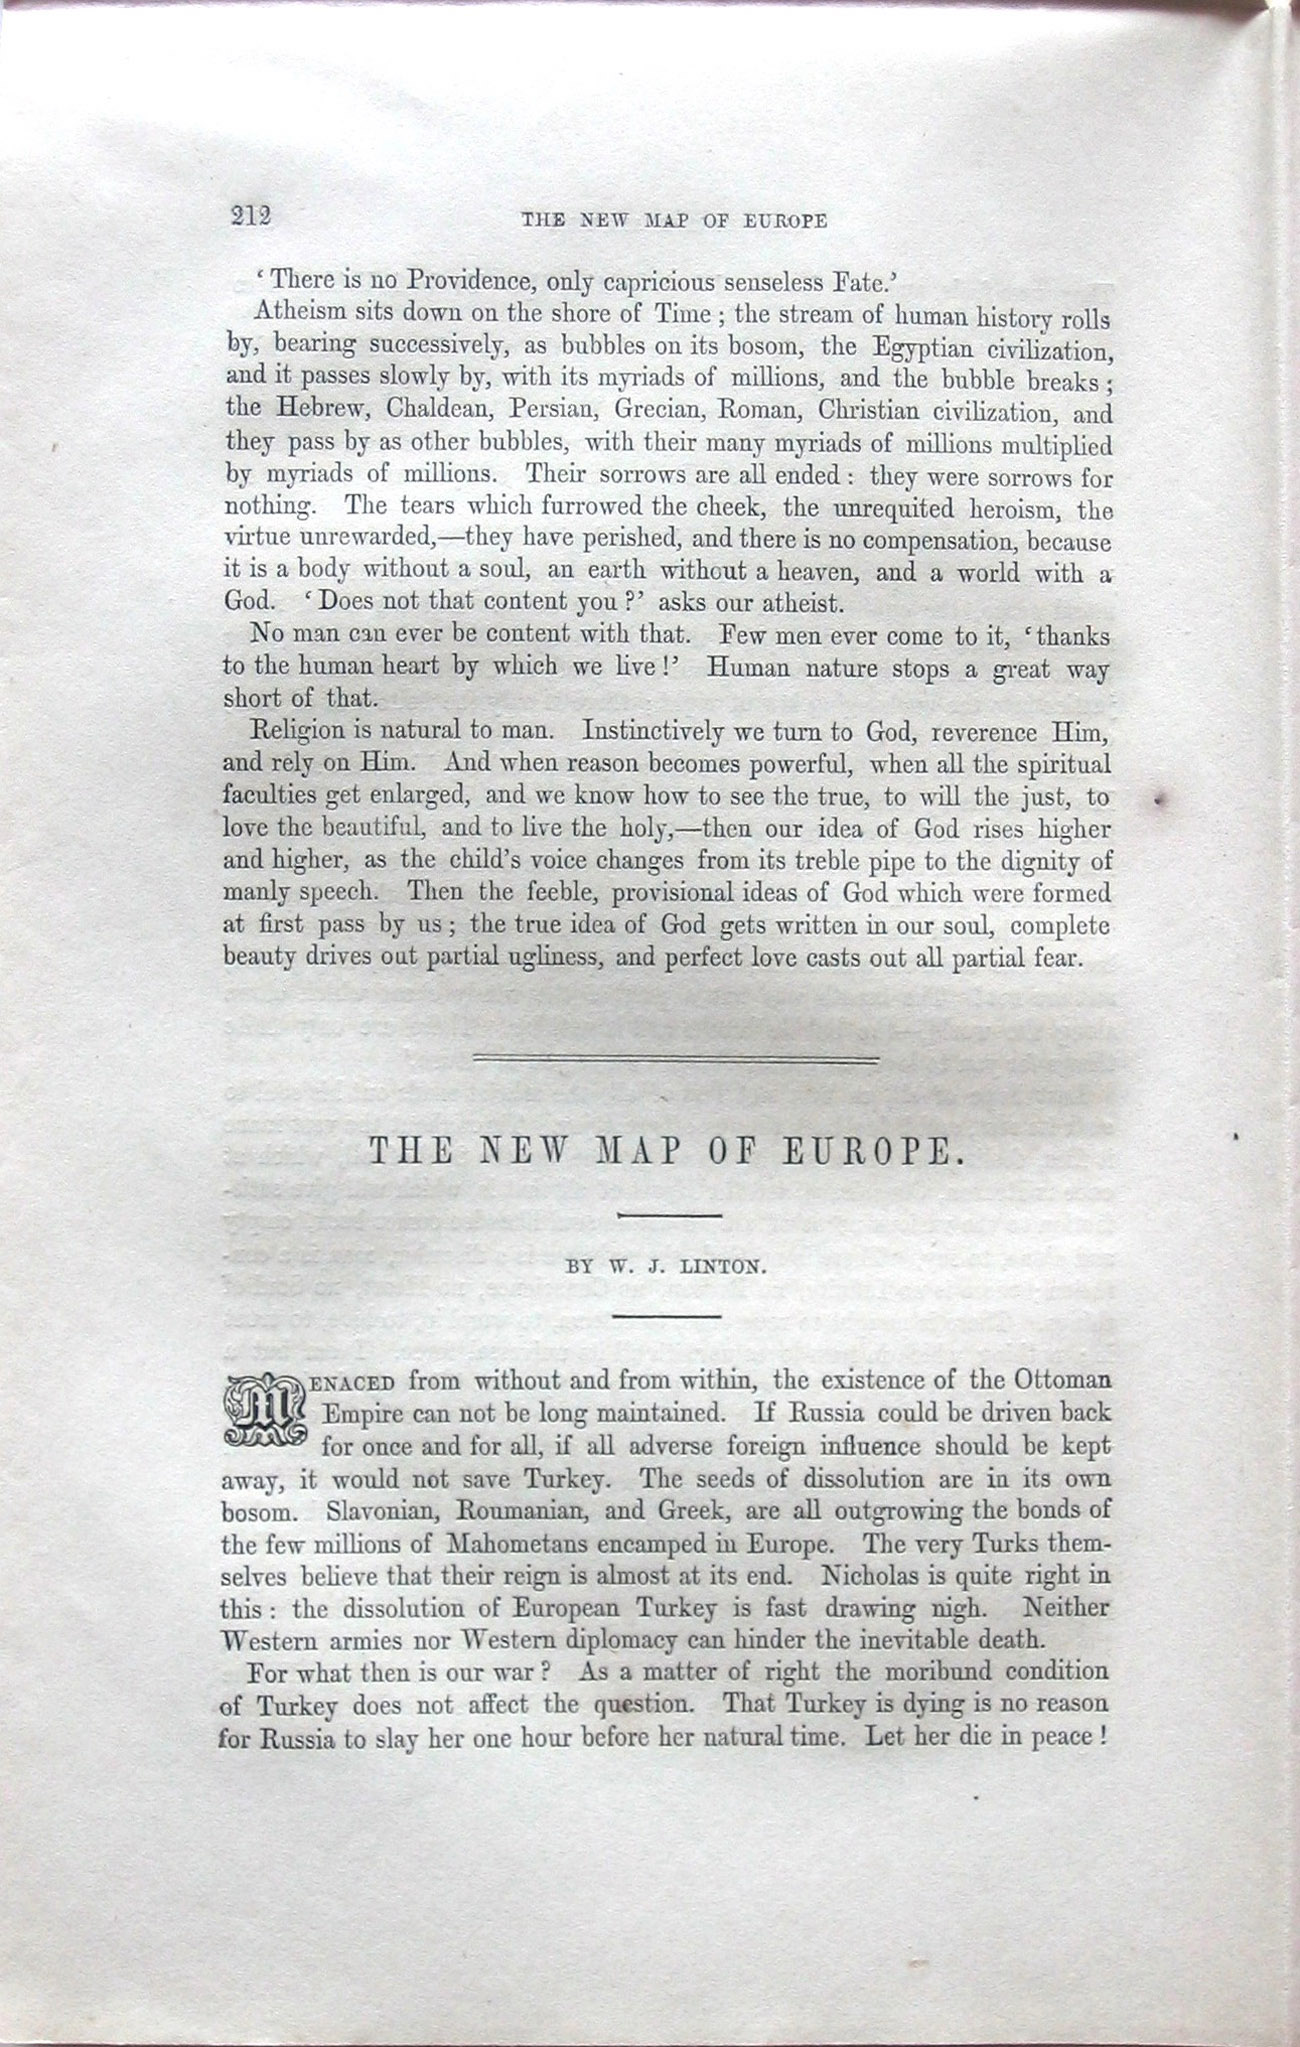 212 THE NEW MAP OF EUROPE
‘There is no Providence, only capricious senseless Fate.’
Atheism sits down on the shore of Time; the stream of human history rolls
by, bearing successively, as bubbles on its bosom, the Egyptian civilization,
and it passes slowly by, with its myriads of millions, and the bubble breaks;
the Hebrew, Chaldean, Persian, Grecian, Roman, Christian civilization, and
they pass by as other bubbles, with their many myriads of millions multiplied
by myriads of millions. Their sorrows are all ended: they were sorrows for
nothing. The tears which furrowed the cheek, the unrequited heroism, the
virtue unrewarded,—they have perished, and there is no compensation, because
it is a body without a soul, an earth without a heaven, and a world with a
God. ‘Does not that content you?’ asks our atheist.
No man can ever be content with that. Few men ever come to it, ‘thanks
to the human heart by which we live!’ Human nature stops a great way
short of that.
Religion is natural to man. Instinctively we turn to God, reverence Him,
and rely on Him. And when reason becomes powerful, when all the spiritual
faculties get enlarged, and we know how to see the true, to will the just, to
love the beautiful, and to live the holy,—then our idea of God rises higher
and higher, as the child’s voice changes from its treble pipe to the dignity of
manly speech. Then the feeble, provisional ideas of God which were formed
at first pass by us; the true idea of God gets written in our soul, complete
beauty drives out partial ugliness, and perfect love casts out all partial fear.
THE NEW MAP OF EUROPE.
BY W. J. LINTON.
MENACED from without and from within, the existence of the Ottoman
Empire can not be long maintained. If Russia could be driven back
for once and for all, if all adverse foreign influence should be kept
away, it would not save Turkey. The seeds of dissolution are in its own
bosom. Slavonian, Roumanian, and Greek, are all outgrowing the bonds of
the few millions of Mahometans encamped in Europe. The very Turks them-
selves believe that their reign is almost at its end. Nicholas is quite right in
this: the dissolution of European Turkey is fast drawing nigh. Neither
Western armies nor Western diplomacy can hinder the inevitable death.
For what then is our war? As a matter of right the moribund condition
of Turkey does not affect the question. That Turkey is dying is no reason
for Russia to slay her one hour before her natural time. Let her die in peace!